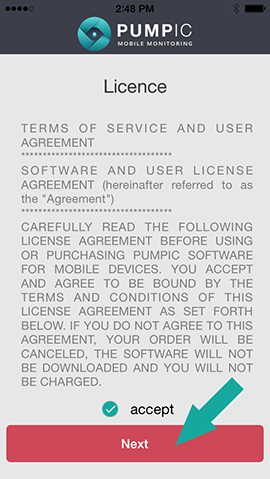 2:48 PM
PUMPIC
MOBILE MONITORING
Licence
TERMS OF SERVICE AND USER
AGREEMENT
***********************************
SOFTWARE AND USER LICENSE
AGREEMENT (hereinafter referred to as
the "Agreement")
***********************************
CAREFULLY READ THE FOLLOWING
LICENSE AGREEMENT BEFORE USING
OR PURCHASING PUMPIC SOFTWARE
FOR MOBILE DEVICES. YOU ACCEPT
AND AGREE TO BE BOUND BY THE
TERMS AND CONDITIONS OF THIS
LICENSE AGREEMENT AS SET FORTH
BELOW. IF YOU DO NOT AGREE TO THIS
AGREEMENT, YOUR ORDER WILL BE
CANCELED, THE SOFTWARE WILL NOT
BE DOWNLOADED AND YOU WILL NOT
BE CHARGED.
accept
Next